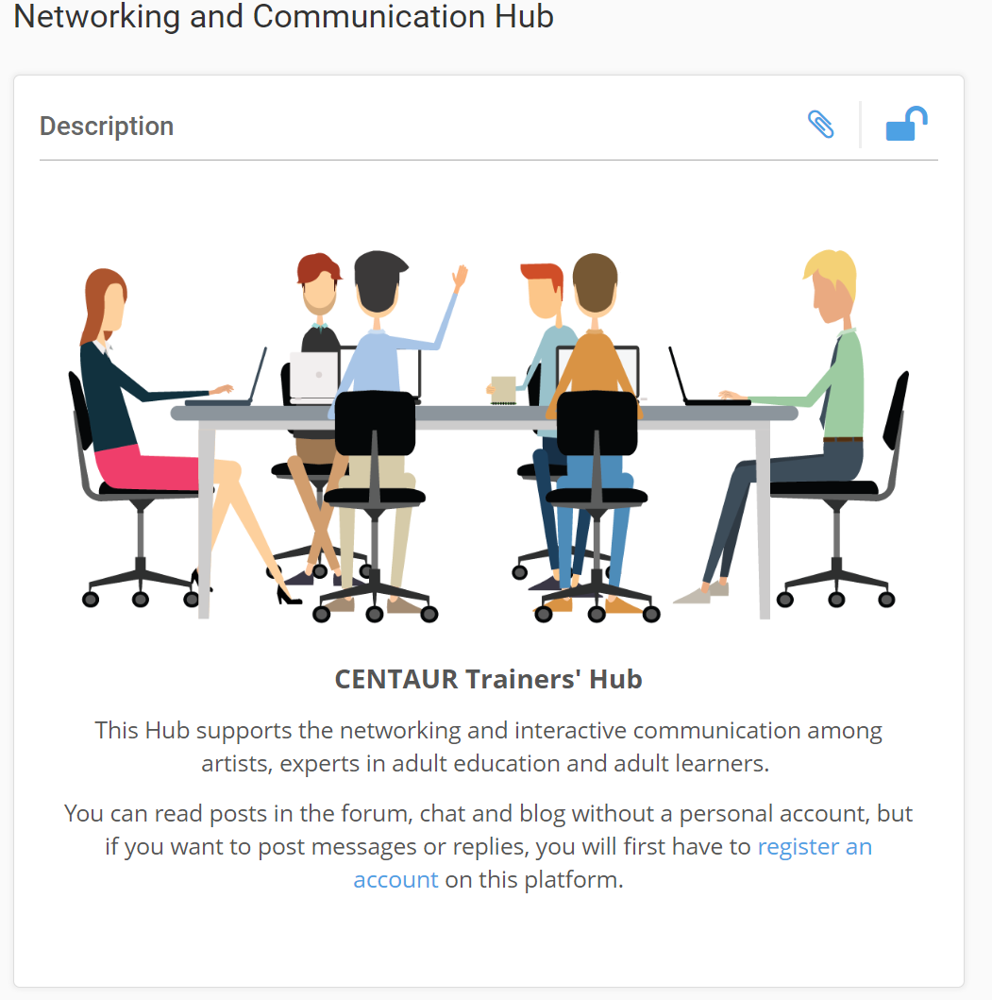 Networking and Communication Hub
Description
CENTAUR Trainers' Hub
This Hub supports the networking and interactive communication among
artists, experts in adult education and adult learners.
You can read posts in the forum, chat and blog without a personal account, but
if you want to post messages or replies, you will first have to register an
account on this platform.